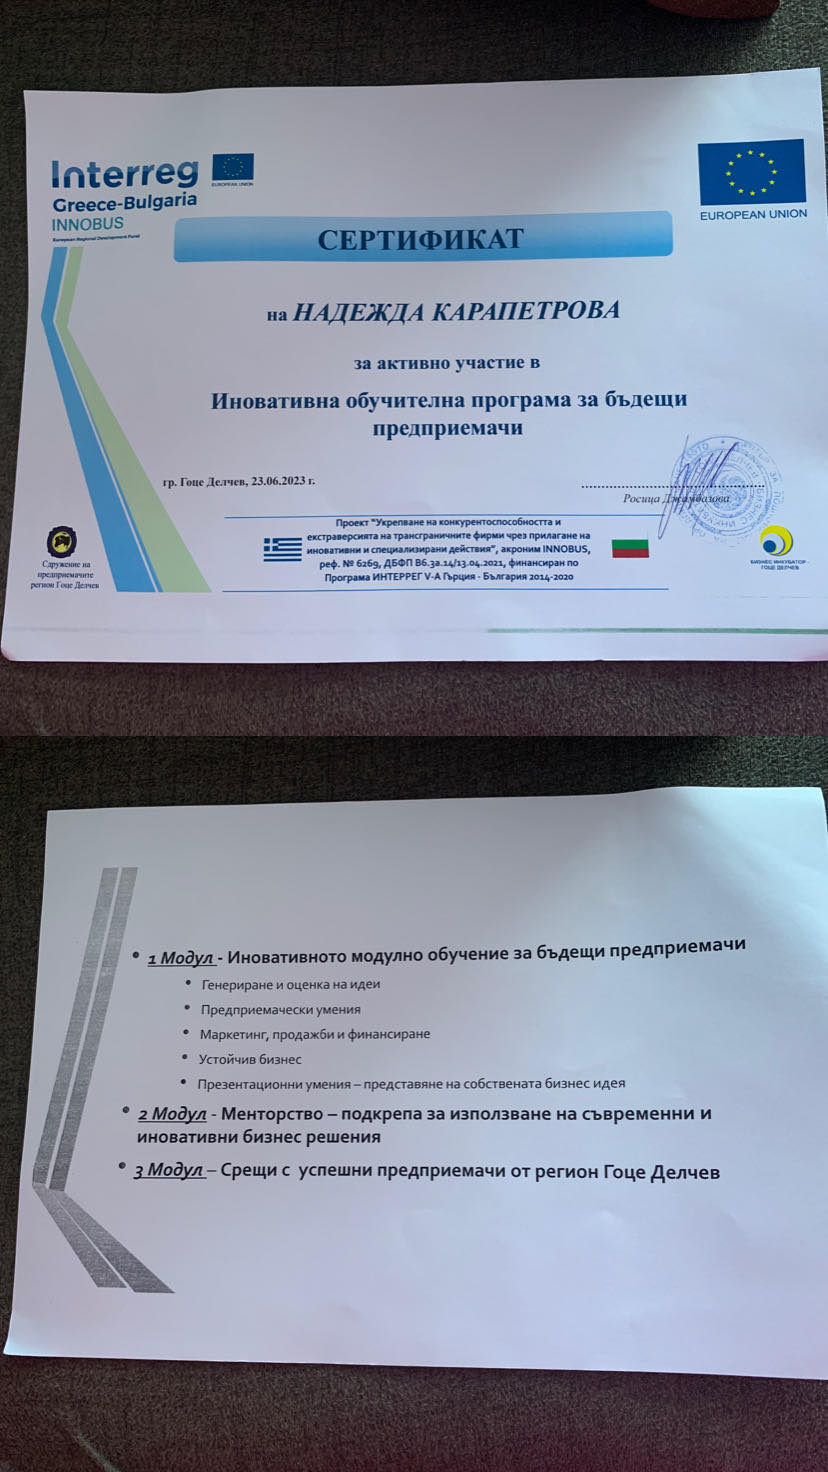 Interreg
EUROPEAN UNION
Greece-Bulgaria
INNOBUS
European Regional Development Fund
EUROPEAN UNION
СЕРТИФИКАТ
на НАДЕЖДА КАРАПЕТРОВА
за активно участие в
Иновативна обучителна програма за бъдещи
предприемачи
гр. Гоце Делчев, 23.06.2023 г.
Росица Джамбазова
Проект "Укрепване на конкурентоспособността и
екстраверсията на трансграничните фирми чрез прилагане на
иновативни и специализирани действия", акроним INNOBUS,
реф. № 6269, ДБФП B6.3a.14/13.04.2021, финансиран по
Програма ИНТЕРРЕГ V-A Гърция - България 2014-2020
Сдружение на
предприемачите
регион Гоце Делчев
БИЗНЕС ИНКУБАТОР -
ГОЦЕ ДЕЛЧЕВ
• 1 Модул - Иновативното модулно обучение за бъдещи предприемачи
• Генериране и оценка на идеи
• Предприемачески умения
• Маркетинг, продажби и финансиране
• Устойчив бизнес
• Презентационни умения – представяне на собствената бизнес идея
• 2 Модул - Менторство – подкрепа за използване на съвременни и
иновативни бизнес решения
• 3 Модул – Срещи с успешни предприемачи от регион Гоце Делчев